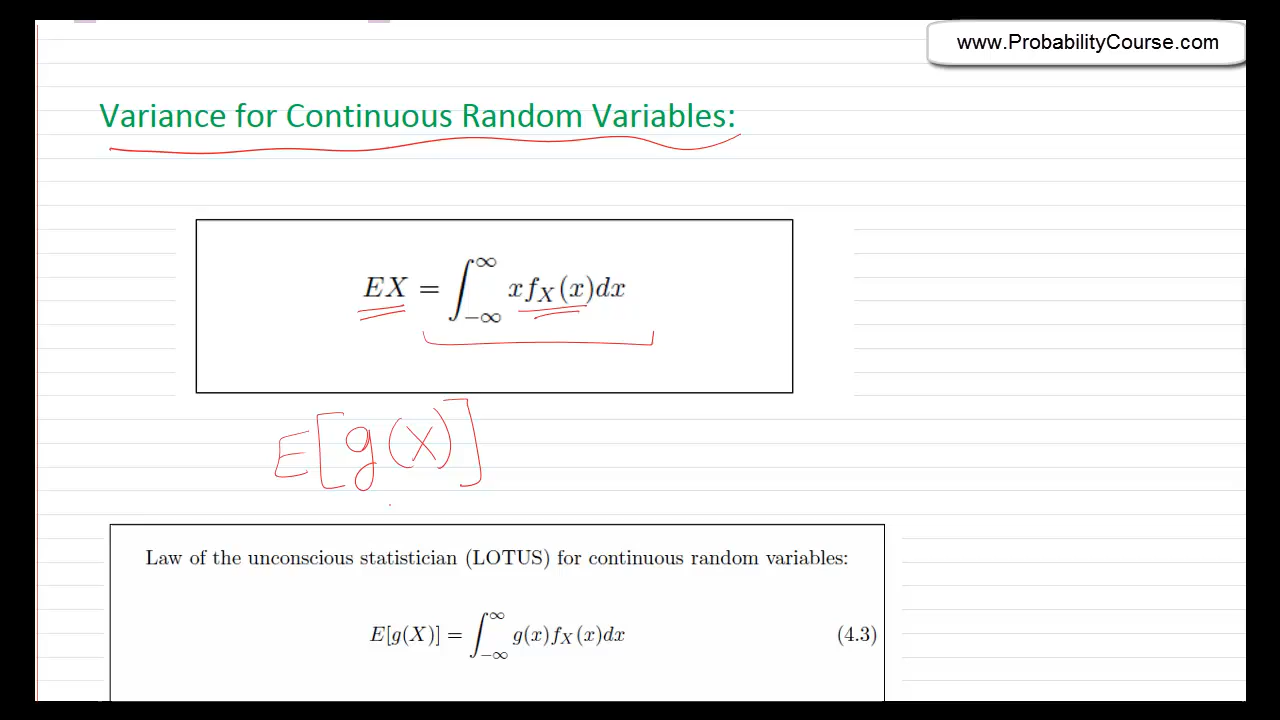 www.ProbabilityCourse.com
Variance for Continuous Random Variables:
EX = ∫_{-∞}^{∞} x f_X(x)dx
E[g(X)]
Law of the unconscious statistician (LOTUS) for continuous random variables:
E[g(X)] = ∫_{-∞}^{∞} g(x) f_X(x)dx (4.3)